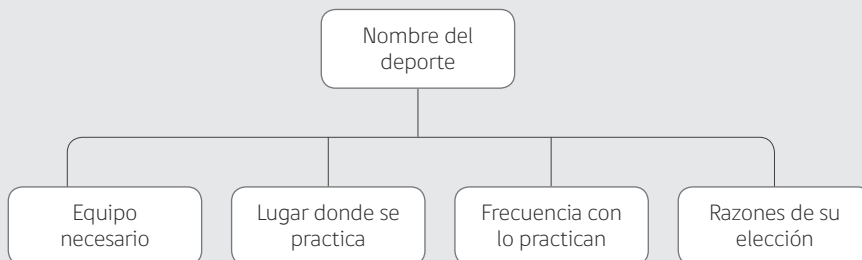 Nombre del
deporte
Equipo
necesario
Lugar donde se
practica
Frecuencia con
lo practican
Razones de su
elección